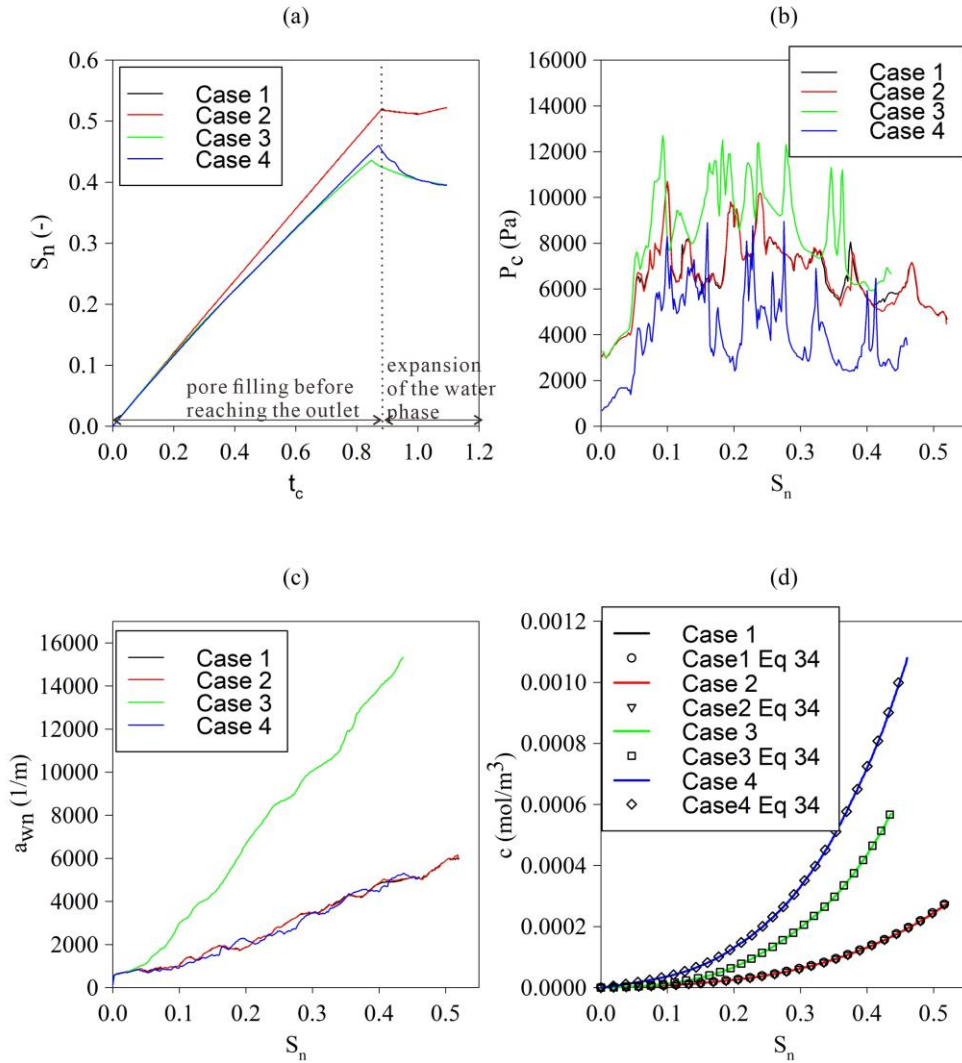 (a)
0.6
0.5
0.4
0.3
0.2
0.1
0.0
Sn (-)
Case 1
Case 2
Case 3
Case 4
pore filling before
reaching the outlet
expansion
of the water
phase
0.0 0.2 0.4 0.6 0.8 1.0 1.2
tc
(b)
16000
14000
12000
10000
8000
6000
4000
2000
0
Pc (Pa)
Case 1
Case 2
Case 3
Case 4
0.0 0.1 0.2 0.3 0.4 0.5
Sn
(c)
16000
14000
12000
10000
8000
6000
4000
2000
0
awn (1/m)
Case 1
Case 2
Case 3
Case 4
0.0 0.1 0.2 0.3 0.4 0.5
Sn
(d)
0.0012
0.0010
0.0008
0.0006
0.0004
0.0002
0.0000
c (mol/m³)
Case 1
Case1 Eq 34
Case 2
Case2 Eq 34
Case 3
Case3 Eq 34
Case 4
Case4 Eq 34
0.0 0.1 0.2 0.3 0.4 0.5
Sn